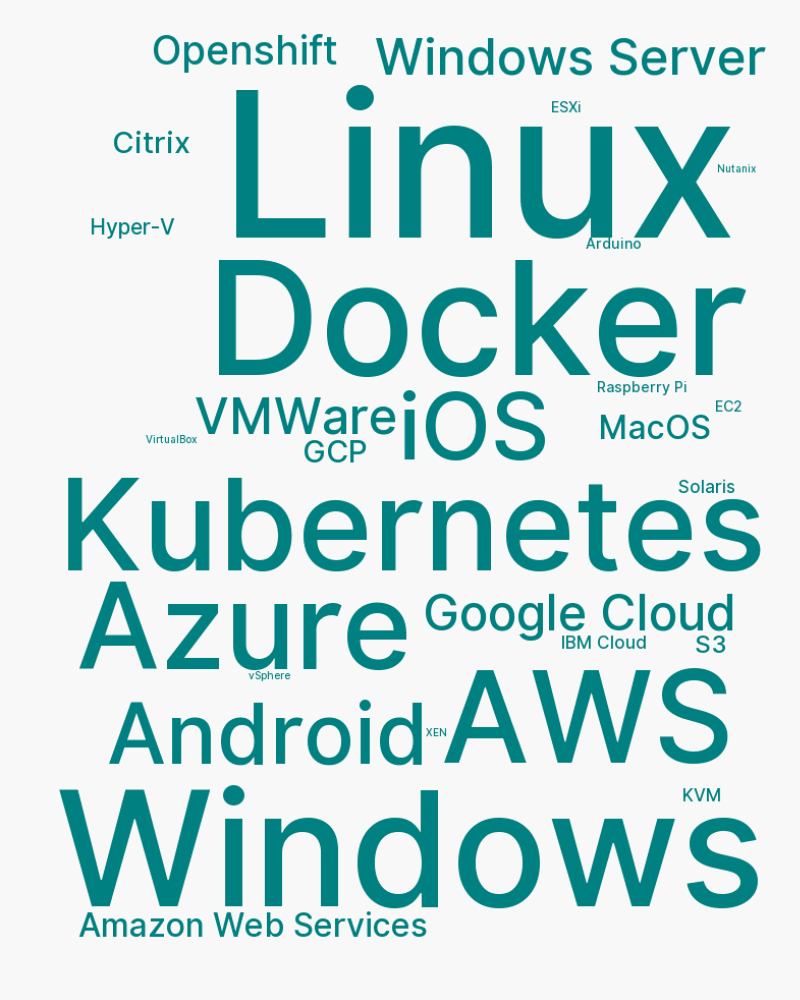 Openshift
Windows Server
ESXi
Linux
Citrix
Nutanix
Hyper-V
Arduino
Docker
Raspberry Pi
VMWare
iOS
EC2
MacOS
VirtualBox
GCP
Kubernetes
Solaris
Azure
Google Cloud
IBM Cloud
S3
vSphere
AWS
Android
XEN
Windows
KVM
Amazon Web Services